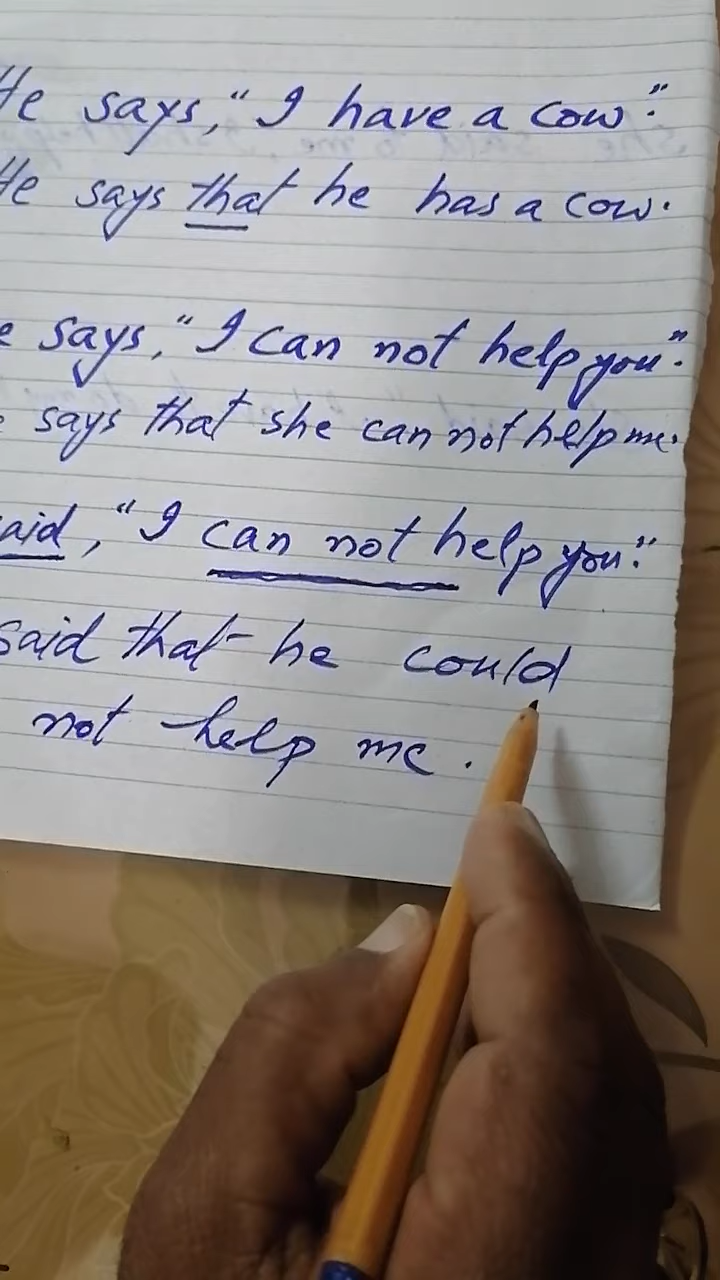 He says, "I have a cow".
He says that he has a cow.
e says, "I can not help you".
e says that she can not help me.
aid, "I can not help you".
said that he could
not help me.